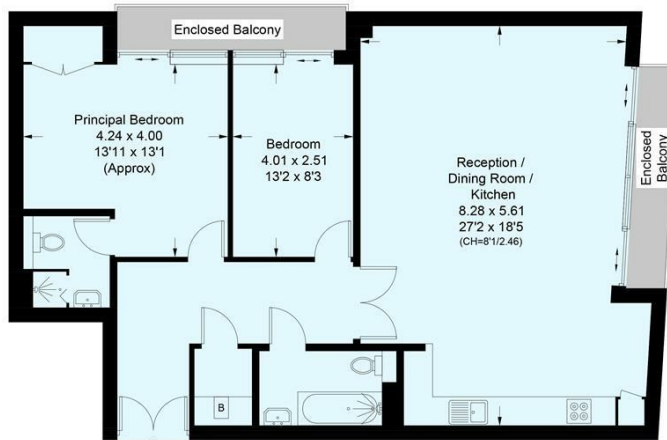 Enclosed Balcony
Principal Bedroom
4.24 x 4.00
13'11 x 13'1
(Approx)
Bedroom
4.01 x 2.51
13'2 x 8'3
Reception /
Dining Room /
Kitchen
8.28 x 5.61
27'2 x 18'5
(CH=8'1/2.46)
Enclosed
Balcony
B